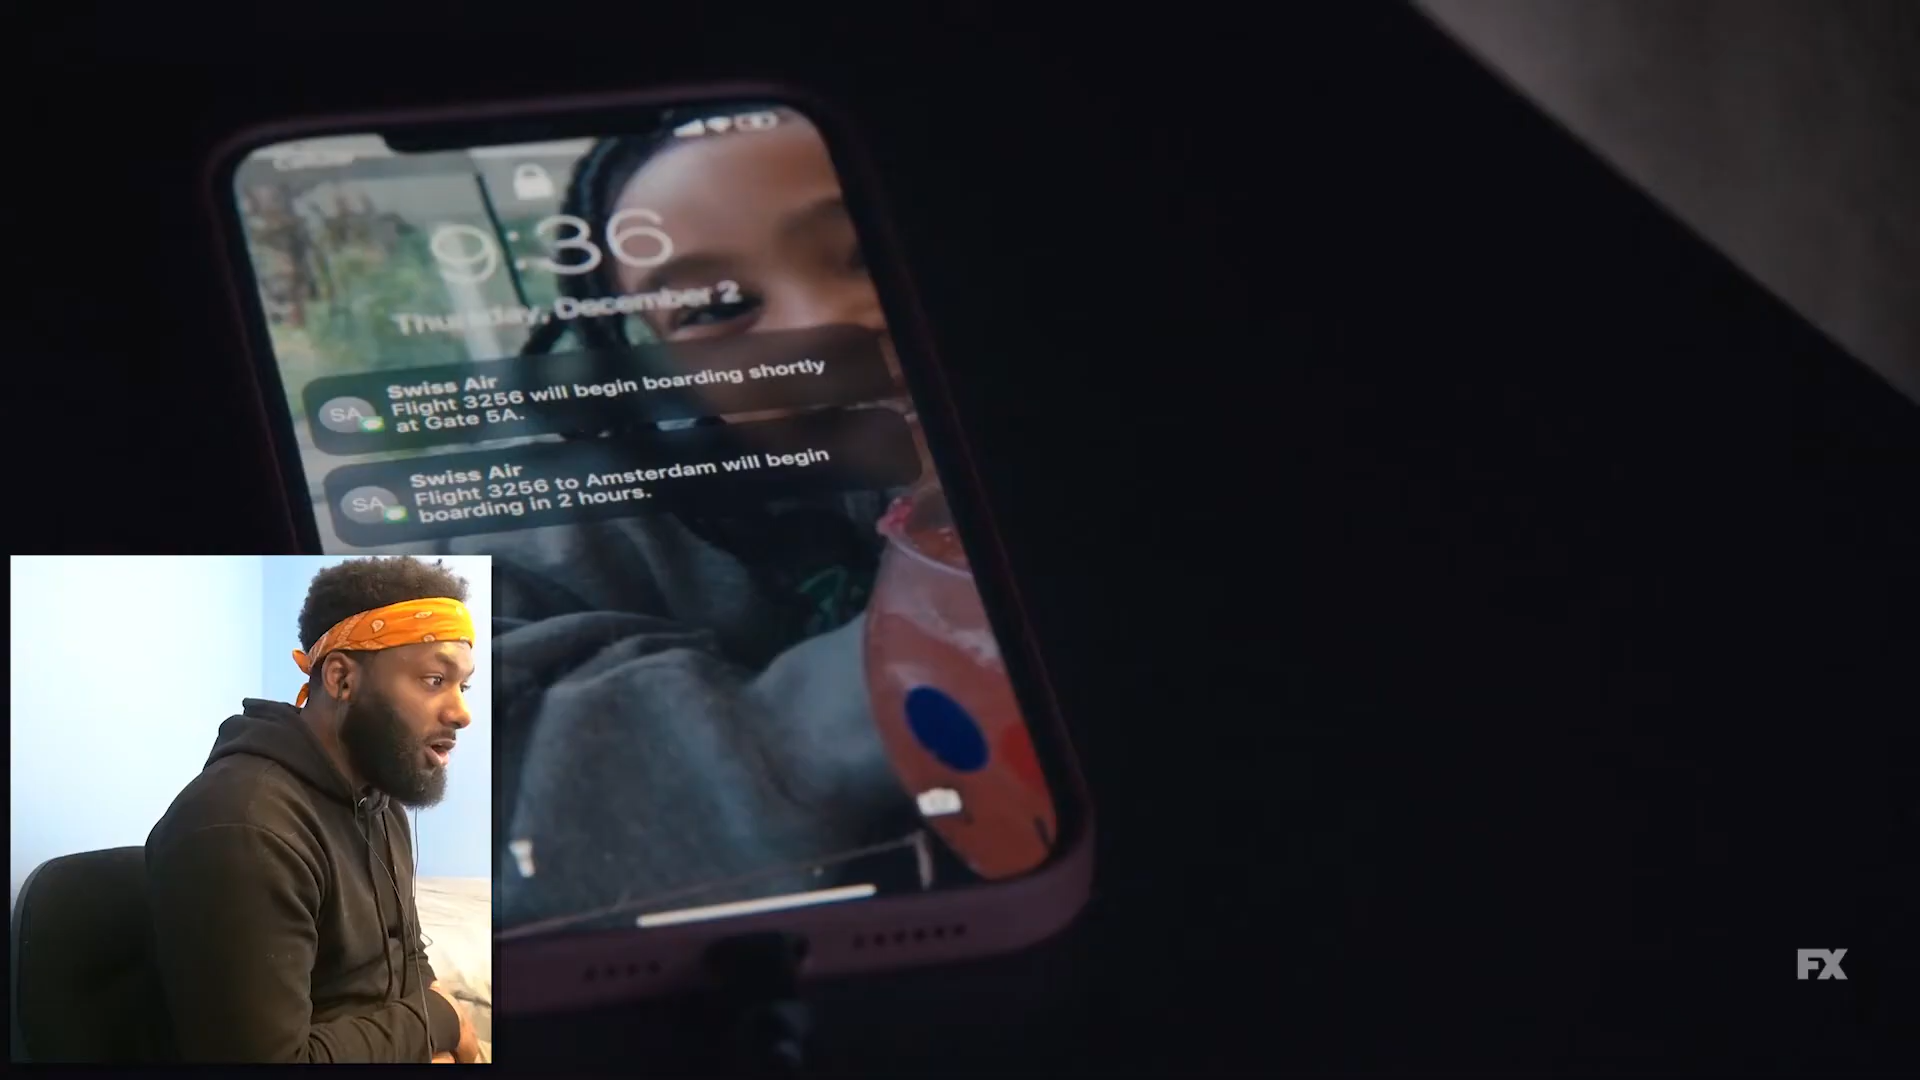 9:36
Thursday, December 2
Swiss Air
SA
Flight 3256 will begin boarding shortly
at Gate 5A.
Swiss Air
SA
Flight 3256 to Amsterdam will begin
boarding in 2 hours.
FX